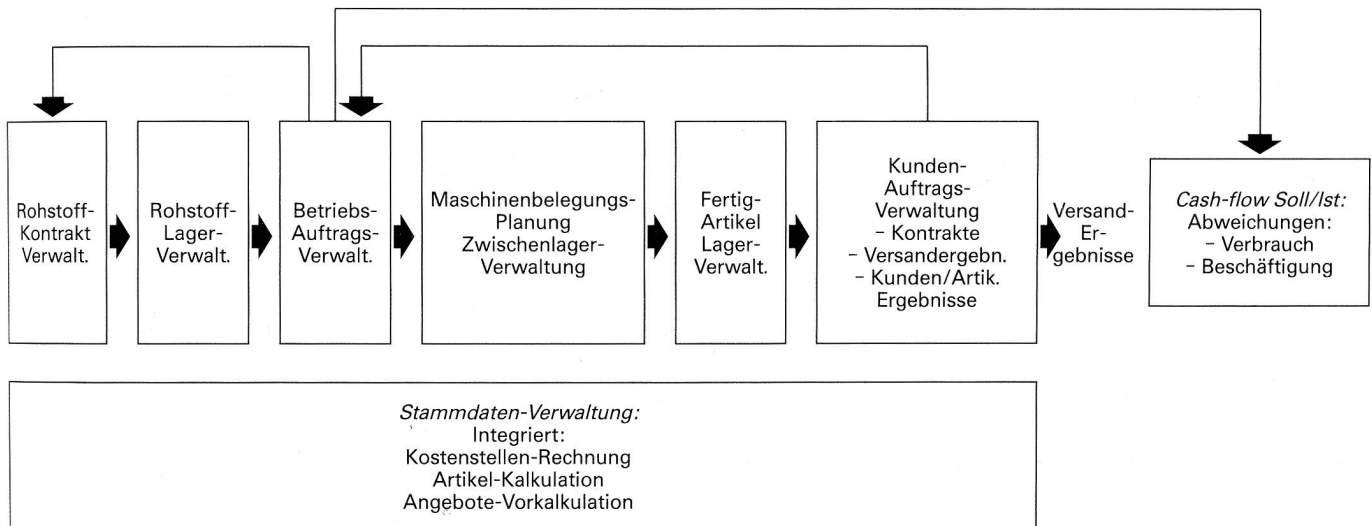 Rohstoff-
Kontrakt
Verwalt.
Rohstoff-
Lager-
Verwalt.
Betriebs-
Auftrags-
Verwalt.
Maschinenbelegungs-
Planung
Zwischenlager-
Verwaltung
Fertig-
Artikel
Lager-
Verwalt.
Kunden-
Auftrags-
Verwaltung
– Kontrakte
– Versandergebn.
– Kunden/Artik.
Ergebnisse
Versand-
Er-
gebnisse
Cash-flow Soll/Ist:
Abweichungen:
– Verbrauch
– Beschäftigung
Stammdaten-Verwaltung:
Integriert:
Kostenstellen-Rechnung
Artikel-Kalkulation
Angebote-Vorkalkulation